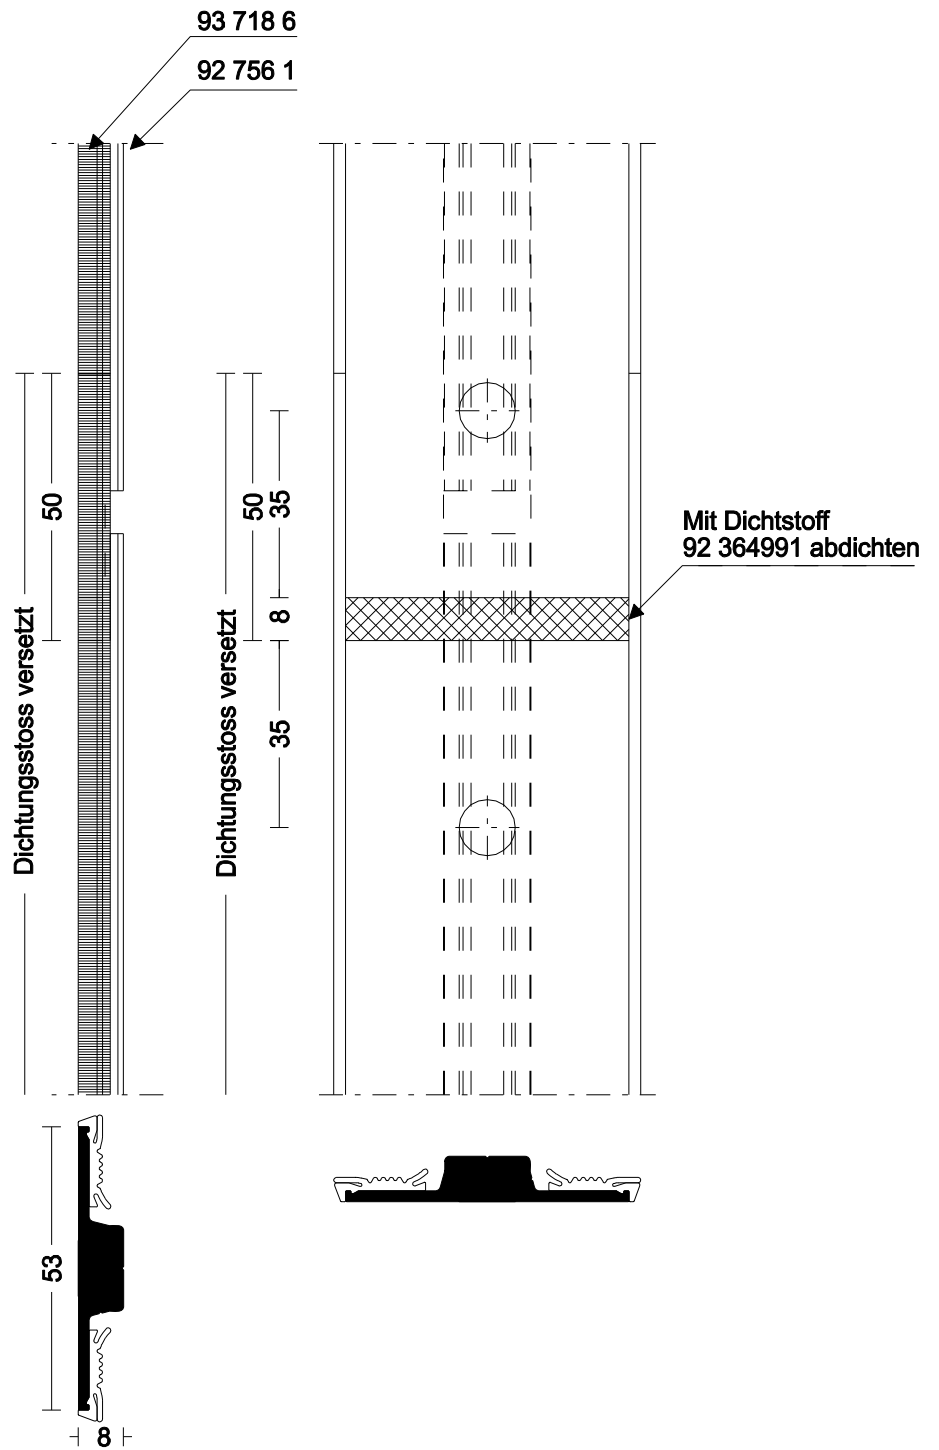 93 718 6
92 756 1
50
50
35
Mit Dichtstoff
92 364991 abdichten
8
Dichtungsstoss versetzt
Dichtungsstoss versetzt
35
53
8